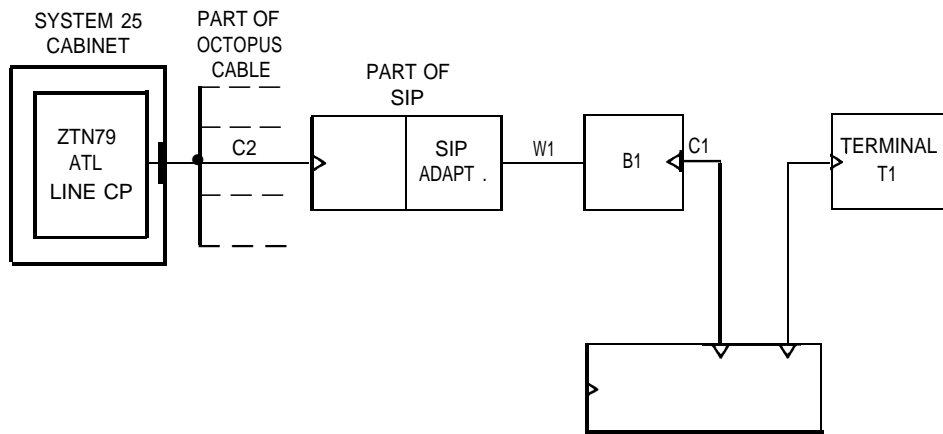 SYSTEM 25
CABINET
PART OF
OCTOPUS
CABLE
PART OF
SIP
ZTN79
ATL
LINE CP
C2
SIP
ADAPT .
W1
B1
C1
TERMINAL
T1